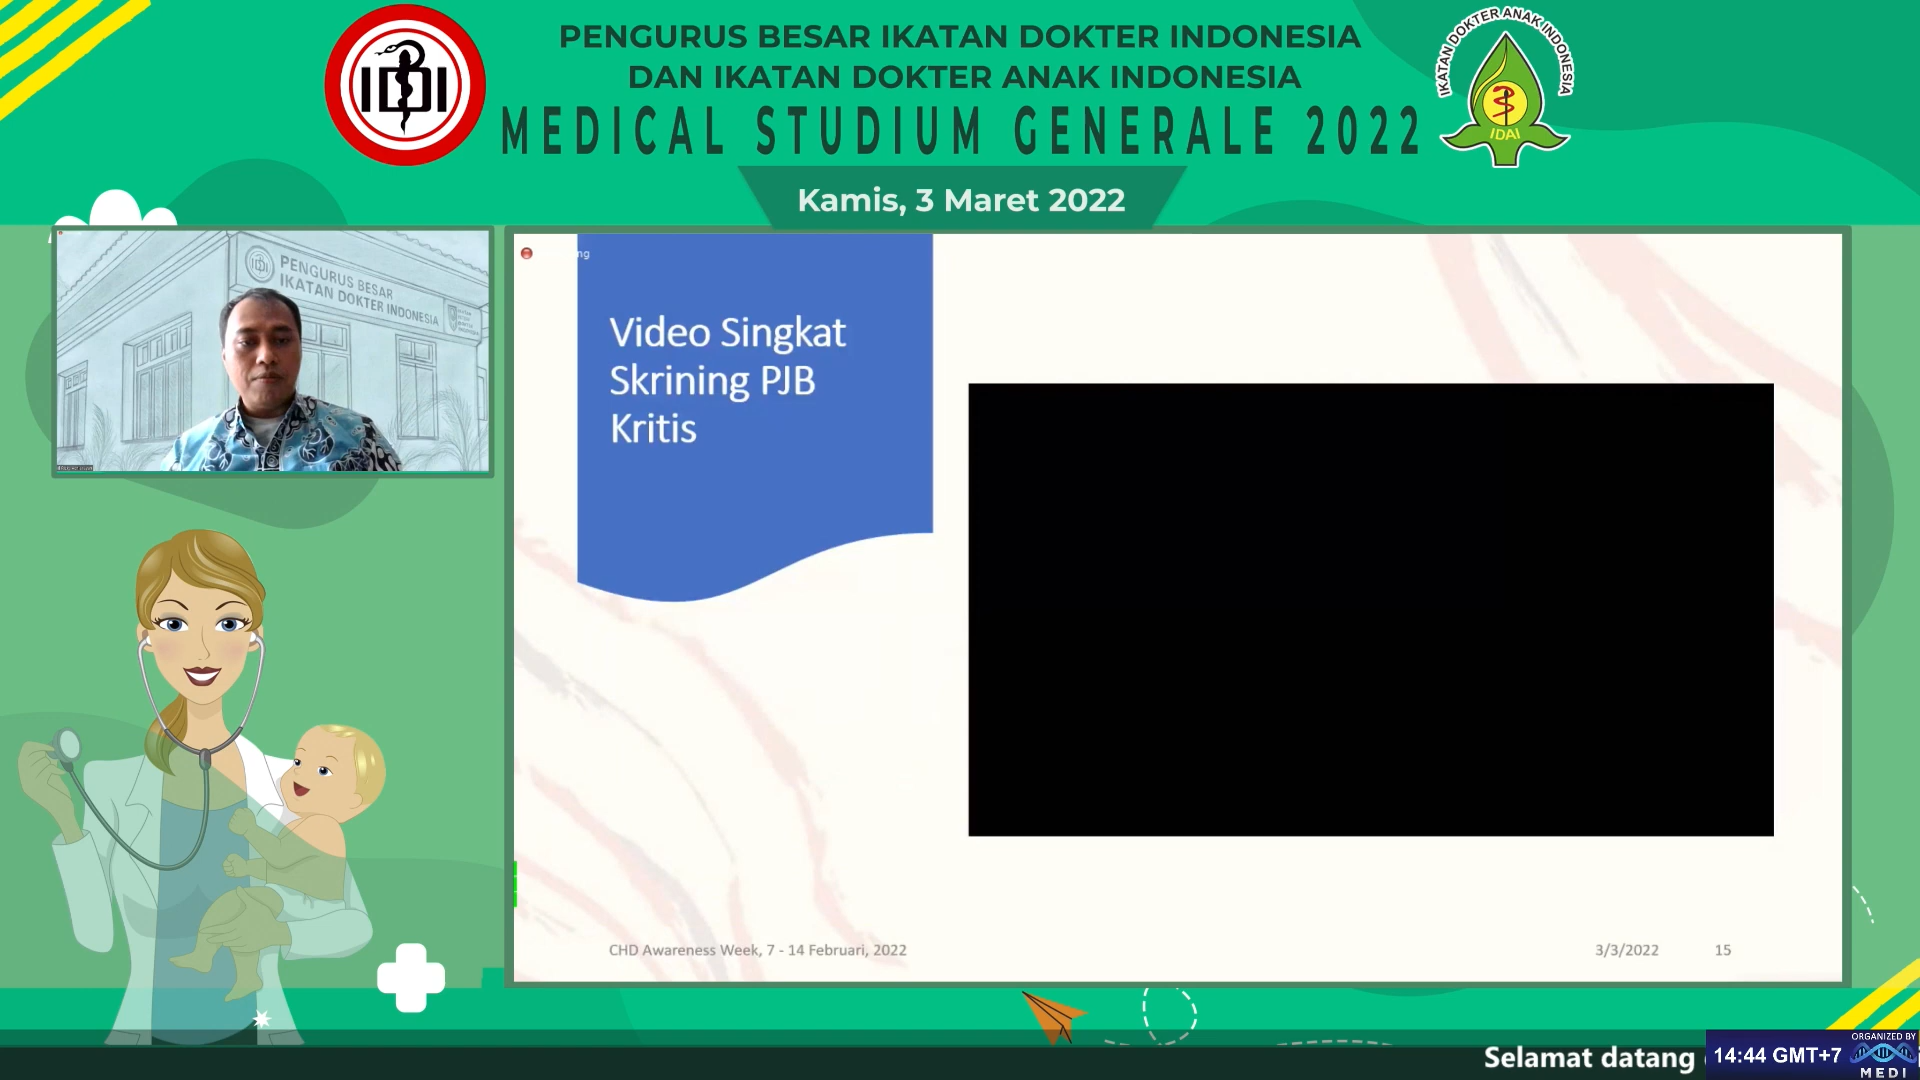 PENGURUS BESAR IKATAN DOKTER INDONESIA
DAN IKATAN DOKTER ANAK INDONESIA
MEDICAL STUDIUM GENERALE 2022
Kamis, 3 Maret 2022
IDI
IKATAN DOKTER ANAK INDONESIA
IDAI
PENGURUS BESAR
IKATAN DOKTER INDONESIA
Video Singkat
Skrining PJB
Kritis
CHD Awareness Week, 7 - 14 Februari, 2022
3/3/2022
15
Selamat datang
14:44 GMT+7
ORGANIZED BY
MEDI